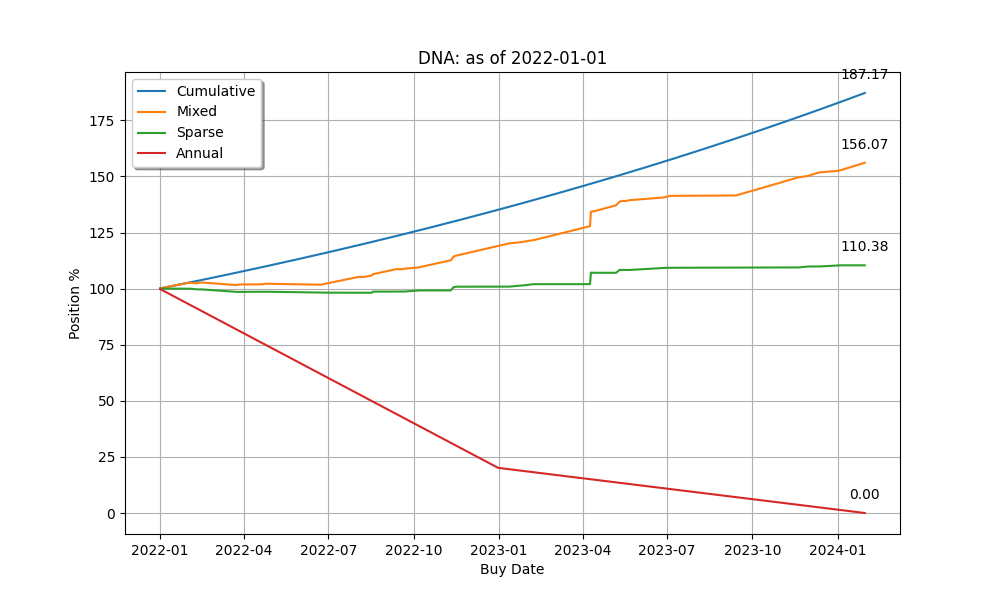 DNA: as of 2022-01-01
187.17
Cumulative
Mixed
Sparse
Annual
175
156.07
150
125
110.38
100
75
50
25
0.00
0
Position %
2022-01 2022-04 2022-07 2022-10 2023-01 2023-04 2023-07 2023-10 2024-01
Buy Date